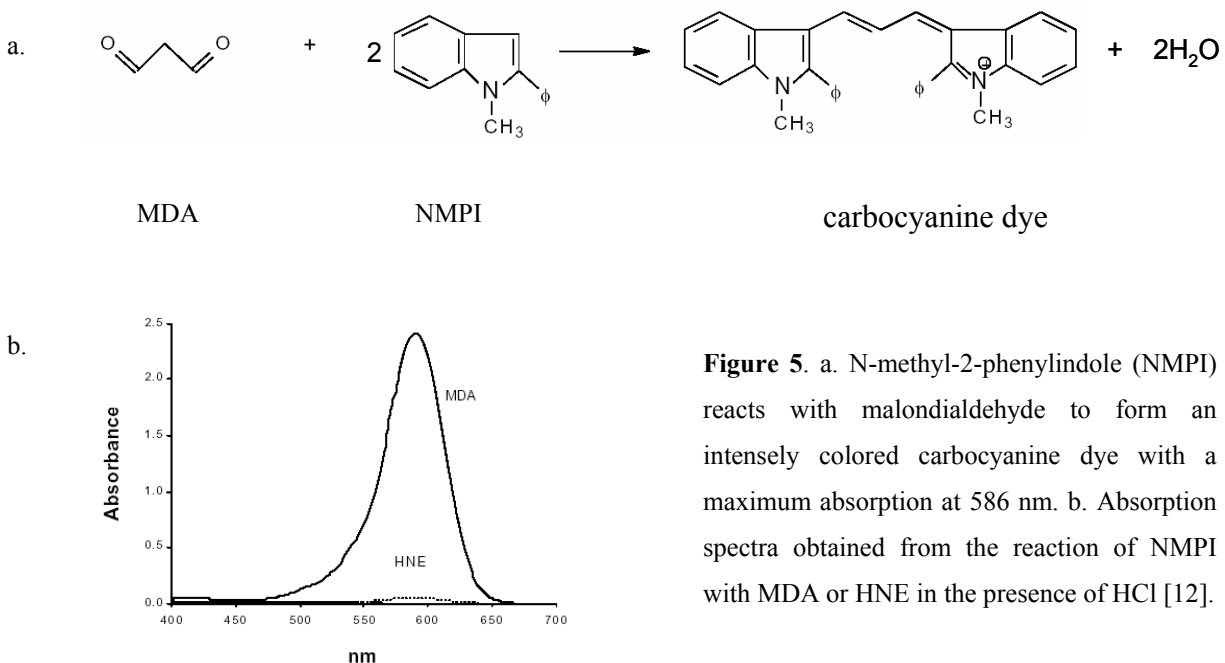 a.
O O + 2 N CH3 ϕ N CH3 ϕ ϕ N + CH3 + 2H2O
MDA NMPI carbocyanine dye
b.
2.5
2.0
1.5
1.0
0.5
0.0
Absorbance
MDA
HNE
400 450 500 550 600 650 700
nm
Figure 5. a. N-methyl-2-phenylindole (NMPI)
reacts with malondialdehyde to form an
intensely colored carbocyanine dye with a
maximum absorption at 586 nm. b. Absorption
spectra obtained from the reaction of NMPI
with MDA or HNE in the presence of HCl [12].